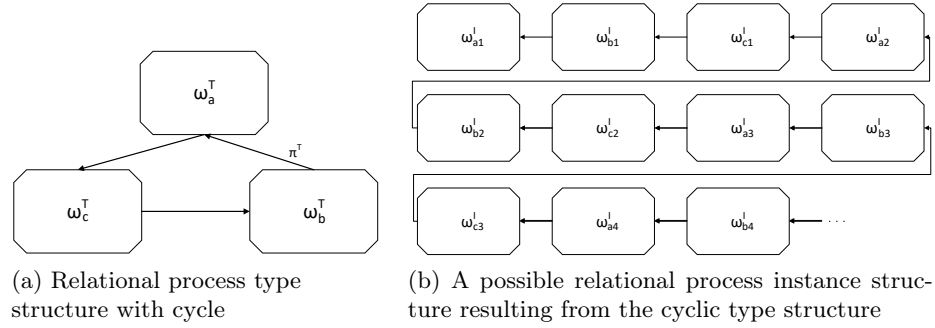 ω_a^T
π^T
ω_c^T
ω_b^T
(a) Relational process type
structure with cycle
ω_a1^I ω_b1^I ω_c1^I ω_a2^I
ω_b2^I ω_c2^I ω_a3^I ω_b3^I
ω_c3^I ω_a4^I ω_b4^I . . .
(b) A possible relational process instance struc-
ture resulting from the cyclic type structure